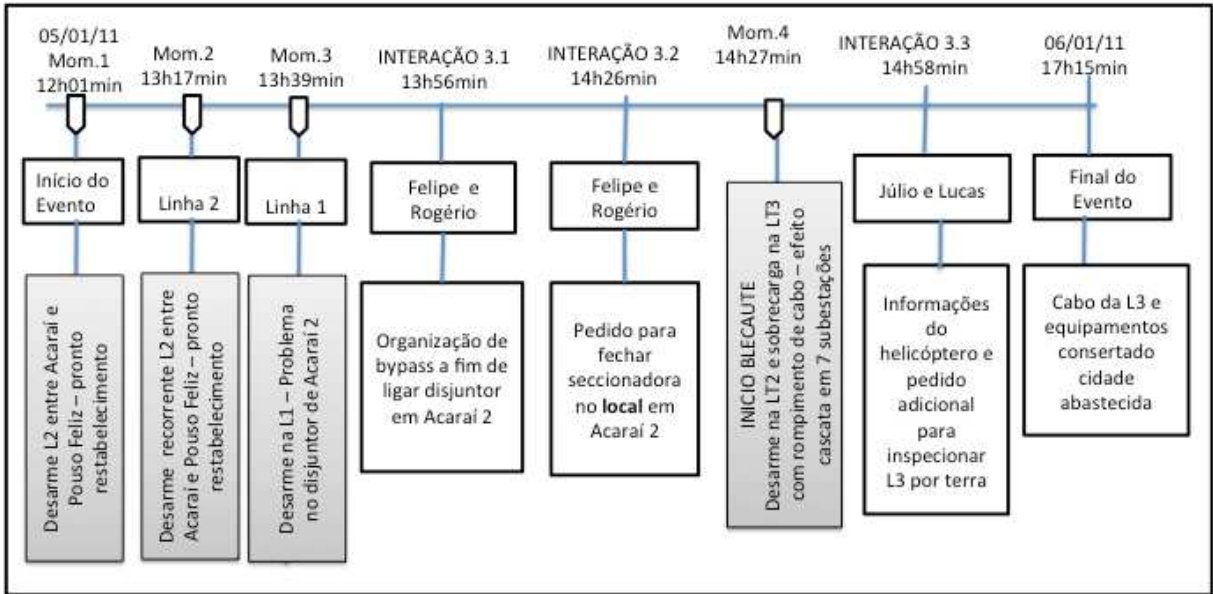 05/01/11
Mom.1
12h01min
Mom.2
13h17min
Mom.3
13h39min
INTERAÇÃO 3.1
13h56min
INTERAÇÃO 3.2
14h26min
Mom.4
14h27min
INTERAÇÃO 3.3
14h58min
06/01/11
17h15min
Início do
Evento
Linha 2
Linha 1
Felipe e
Rogério
Felipe e
Rogério
Júlio e Lucas
Final do
Evento
Desarme L2 entre Acaraí e
Pouso Feliz – pronto
restabelecimento
Desarme recorrente L2 entre
Acaraí e Pouso Feliz – pronto
restabelecimento
Desarme na L1 – Problema
no disjuntor de Acaraí 2
Organização de
bypass a fim de
ligar disjuntor
em Acaraí 2
Pedido para
fechar
seccionadora
no local em
Acaraí 2
INICIO BLECAUTE
Desarme na LT2 e sobrecarga na LT3
com rompimento de cabo – efeito
cascata em 7 subestações
Informações
do
helicóptero e
pedido
adicional
para
inspecionar
L3 por terra
Cabo da L3 e
equipamentos
consertado
cidade
abastecida